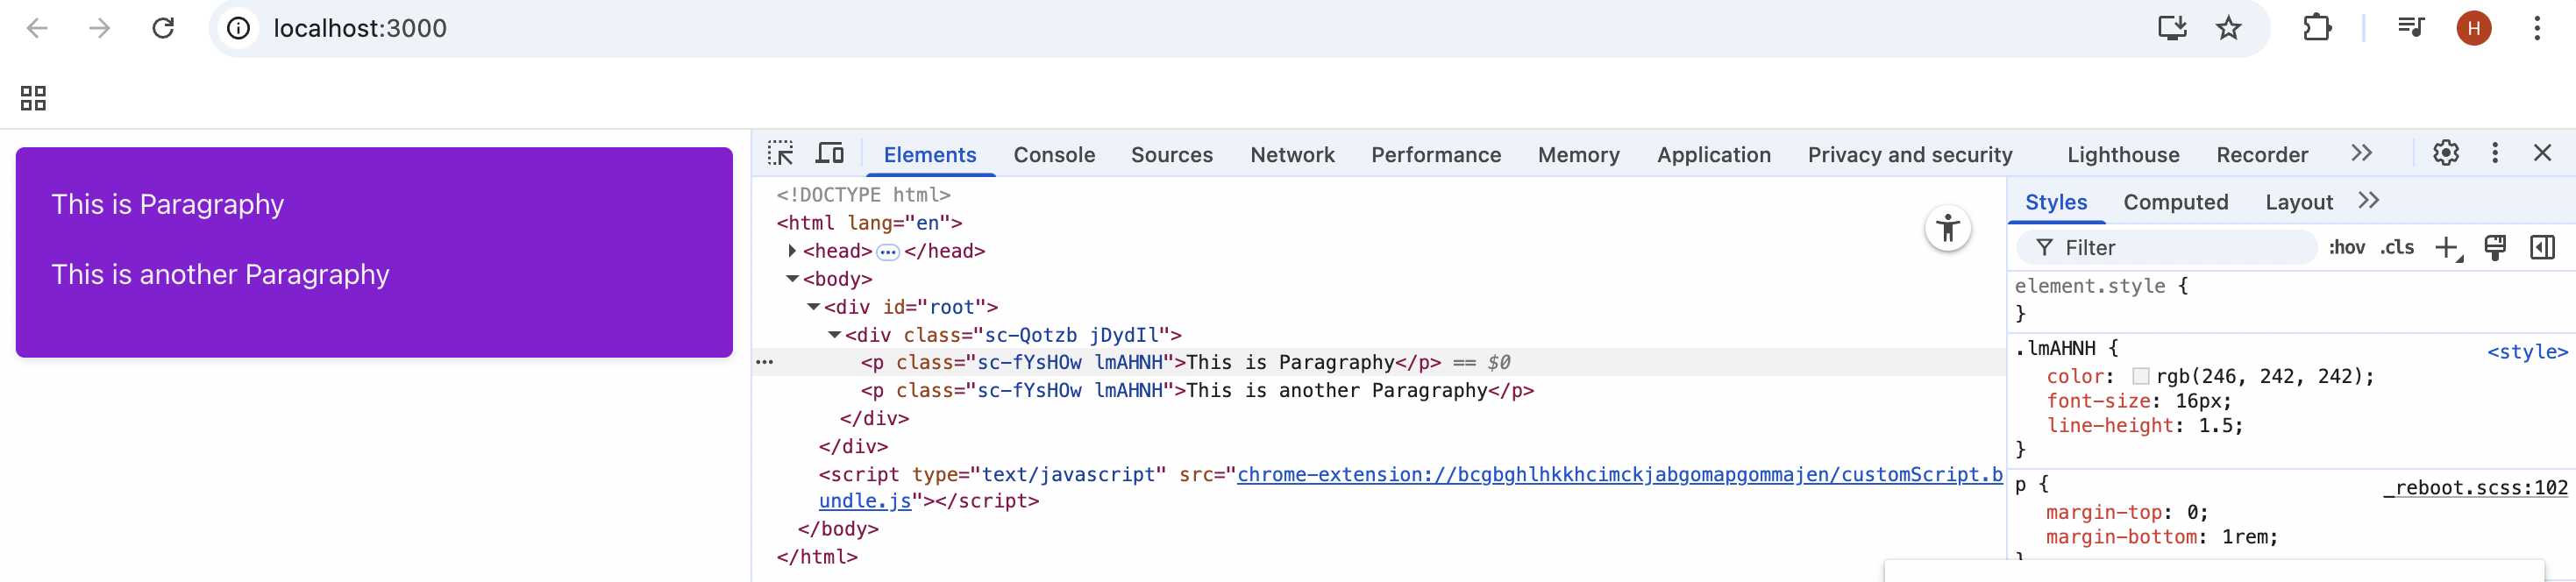 localhost:3000
H
This is Paragraphy
This is another Paragraphy
Elements Console Sources Network Performance Memory Application Privacy and security Lighthouse Recorder
<!DOCTYPE html>
<html lang="en">
<head> ••• </head>
<body>
<div id="root">
<div class="sc-Qotzb jDydIl">
<p class="sc-fYsHOw lmAHNH">This is Paragraphy</p> == $0
<p class="sc-fYsHOw lmAHNH">This is another Paragraphy</p>
</div>
</div>
<script type="text/javascript" src="chrome-extension://bcgbghlhkkhcimckjabgomapgommajen/customScript.b
undle.js"></script>
</body>
</html>
Styles Computed Layout
Filter :hov .cls
element.style {
}
.lmAHNH { <style>
color: rgb(246, 242, 242);
font-size: 16px;
line-height: 1.5;
}
p { _reboot.scss:102
margin-top: 0;
margin-bottom: 1rem;
}